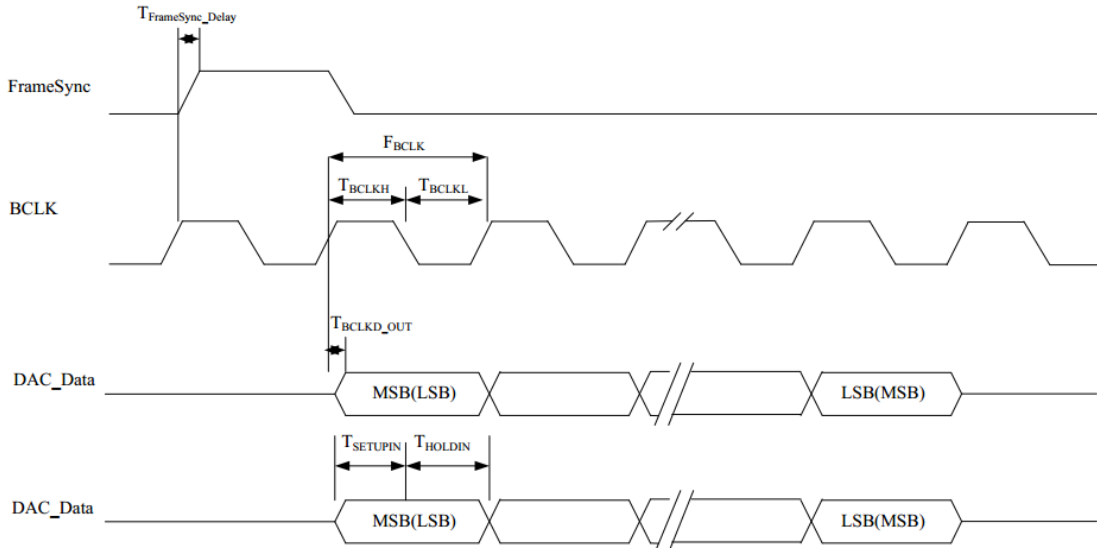 TFrameSync_Delay
FrameSync
FBCLK
TBCLKH TBCLKL
BCLK
TBCLKD_OUT
DAC_Data MSB(LSB) LSB(MSB)
TSETUPIN THOLDIN
DAC_Data MSB(LSB) LSB(MSB)